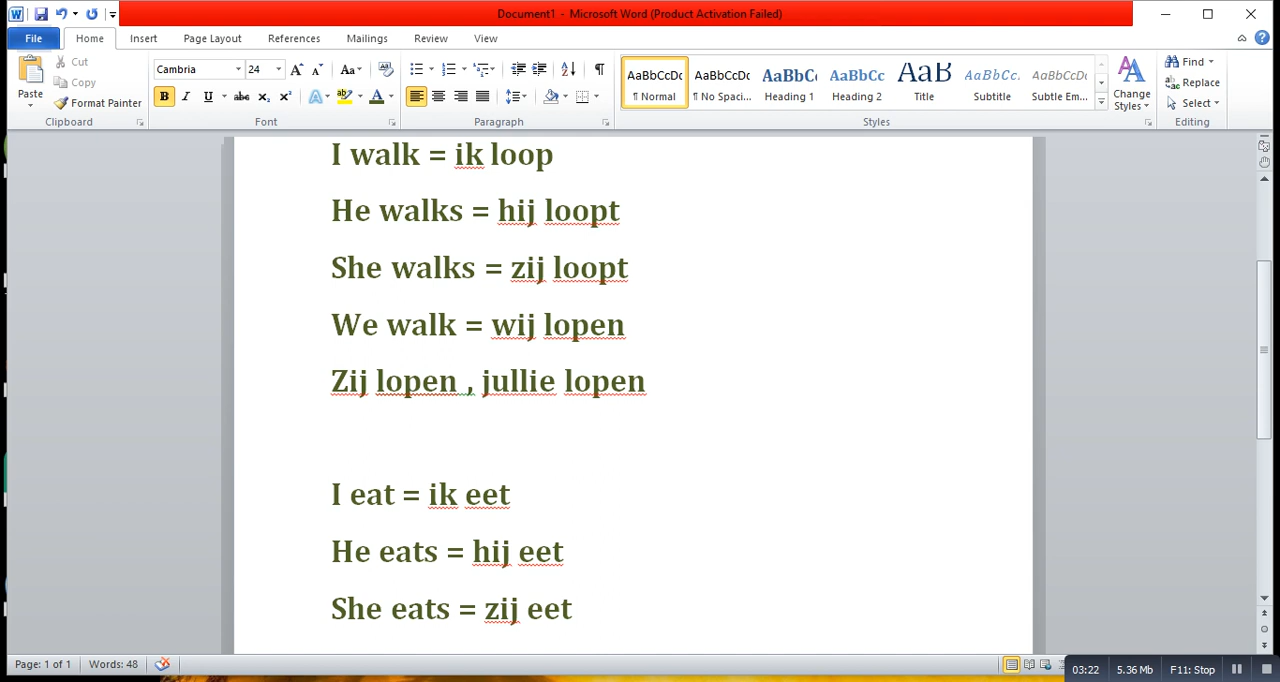 Document1 - Microsoft Word (Product Activation Failed)
File Home Insert Page Layout References Mailings Review View
Paste
Cut
Copy
Format Painter
Clipboard
Cambria 24
Font
Paragraph
AaBbCcDc AaBbCcDc AaBbCc AaBbCc AaB AaBbCc. AaBbCcDc
¶ Normal ¶ No Spaci... Heading 1 Heading 2 Title Subtitle Subtle Em...
Change Styles
Styles
Find
Replace
Select
Editing
I walk = ik loop
He walks = hij loopt
She walks = zij loopt
We walk = wij lopen
Zij lopen , jullie lopen
I eat = ik eet
He eats = hij eet
She eats = zij eet
Page: 1 of 1 Words: 48
03:22 5.36 Mb F11: Stop